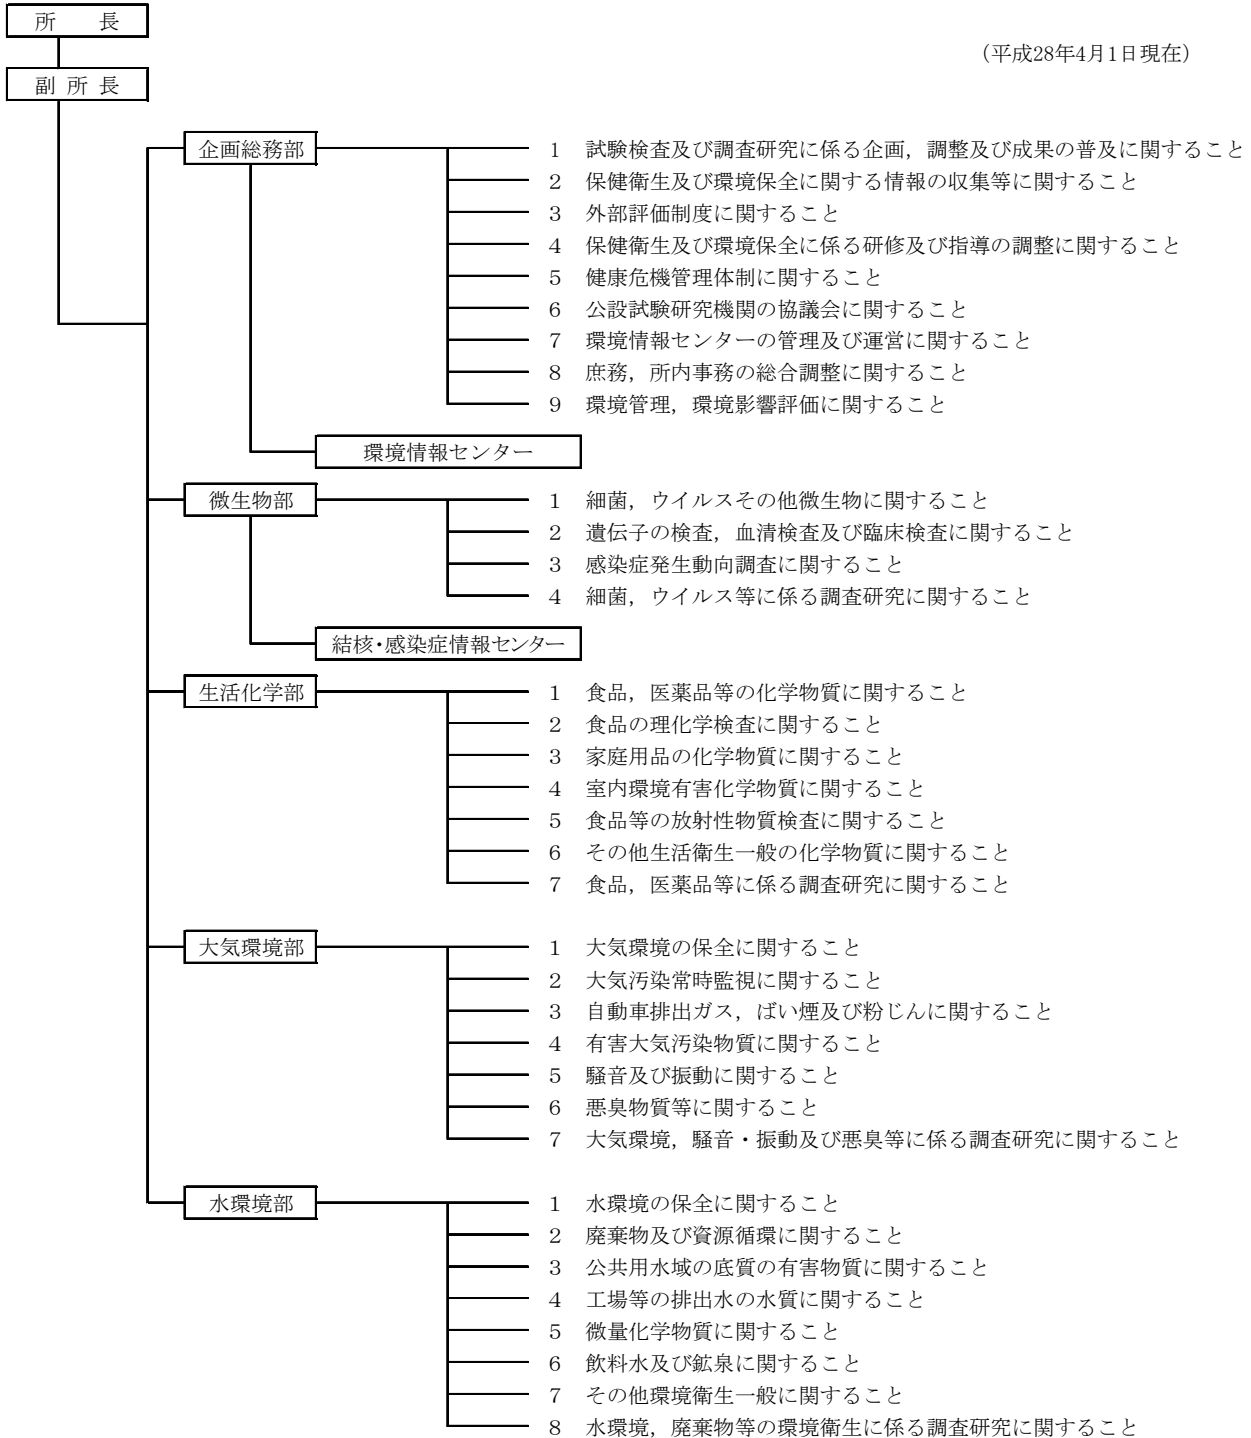 所　　長
（平成28年4月1日現在）
副 所 長
企画総務部
1　試験検査及び調査研究に係る企画，調整及び成果の普及に関すること
2　保健衛生及び環境保全に関する情報の収集等に関すること
3　外部評価制度に関すること
4　保健衛生及び環境保全に係る研修及び指導の調整に関すること
5　健康危機管理体制に関すること
6　公設試験研究機関の協議会に関すること
7　環境情報センターの管理及び運営に関すること
8　庶務，所内事務の総合調整に関すること
9　環境管理，環境影響評価に関すること
環境情報センター
微生物部
1　細菌，ウイルスその他微生物に関すること
2　遺伝子の検査，血清検査及び臨床検査に関すること
3　感染症発生動向調査に関すること
4　細菌，ウイルス等に係る調査研究に関すること
結核・感染症情報センター
生活化学部
1　食品，医薬品等の化学物質に関すること
2　食品の理化学検査に関すること
3　家庭用品の化学物質に関すること
4　室内環境有害化学物質に関すること
5　食品等の放射性物質検査に関すること
6　その他生活衛生一般の化学物質に関すること
7　食品，医薬品等に係る調査研究に関すること
大気環境部
1　大気環境の保全に関すること
2　大気汚染常時監視に関すること
3　自動車排出ガス，ばい煙及び粉じんに関すること
4　有害大気汚染物質に関すること
5　騒音及び振動に関すること
6　悪臭物質等に関すること
7　大気環境，騒音・振動及び悪臭等に係る調査研究に関すること
水環境部
1　水環境の保全に関すること
2　廃棄物及び資源循環に関すること
3　公共用水域の底質の有害物質に関すること
4　工場等の排出水の水質に関すること
5　微量化学物質に関すること
6　飲料水及び鉱泉に関すること
7　その他環境衛生一般に関すること
8　水環境，廃棄物等の環境衛生に係る調査研究に関すること